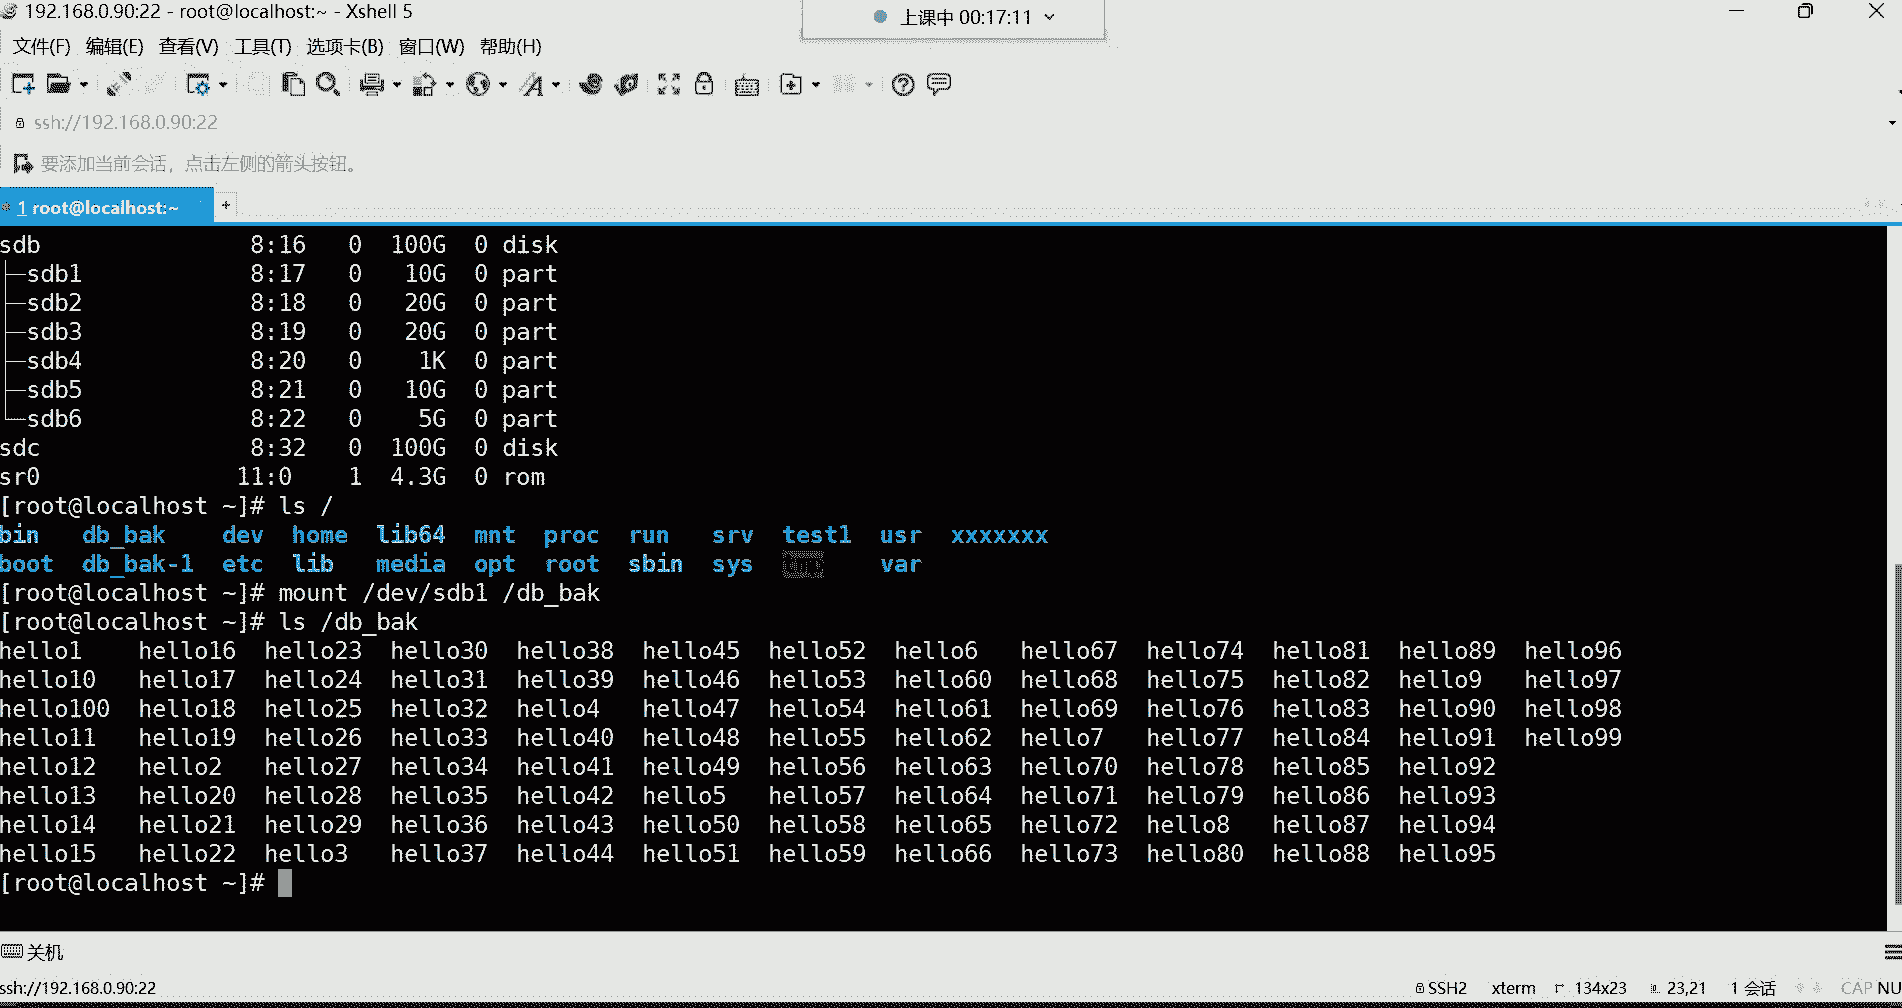 192.168.0.90:22 - root@localhost:~ - Xshell 5
上课中 00:17:11
文件(F) 编辑(E) 查看(V) 工具(T) 选项卡(B) 窗口(W) 帮助(H)
ssh://192.168.0.90:22
要添加当前会话，点击左侧的箭头按钮。
1 root@localhost:~ +
sdb 8:16 0 100G 0 disk
├─sdb1 8:17 0 10G 0 part
├─sdb2 8:18 0 20G 0 part
├─sdb3 8:19 0 20G 0 part
├─sdb4 8:20 0 1K 0 part
├─sdb5 8:21 0 10G 0 part
└─sdb6 8:22 0 5G 0 part
sdc 8:32 0 100G 0 disk
sr0 11:0 1 4.3G 0 rom
[root@localhost ~]# ls /
bin db_bak dev home lib64 mnt proc run srv test1 usr xxxxxxx
boot db_bak-1 etc lib media opt root sbin sys var
[root@localhost ~]# mount /dev/sdb1 /db_bak
[root@localhost ~]# ls /db_bak
hello1 hello16 hello23 hello30 hello38 hello45 hello52 hello6 hello67 hello74 hello81 hello89 hello96
hello10 hello17 hello24 hello31 hello39 hello46 hello53 hello60 hello68 hello75 hello82 hello9 hello97
hello100 hello18 hello25 hello32 hello4 hello47 hello54 hello61 hello69 hello76 hello83 hello90 hello98
hello11 hello19 hello26 hello33 hello40 hello48 hello55 hello62 hello7 hello77 hello84 hello91 hello99
hello12 hello2 hello27 hello34 hello41 hello49 hello56 hello63 hello70 hello78 hello85 hello92
hello13 hello20 hello28 hello35 hello42 hello5 hello57 hello64 hello71 hello79 hello86 hello93
hello14 hello21 hello29 hello36 hello43 hello50 hello58 hello65 hello72 hello8 hello87 hello94
hello15 hello22 hello3 hello37 hello44 hello51 hello59 hello66 hello73 hello80 hello88 hello95
[root@localhost ~]#
关机
ssh://192.168.0.90:22 SSH2 xterm 134x23 23,21 1 会话 CAP NU